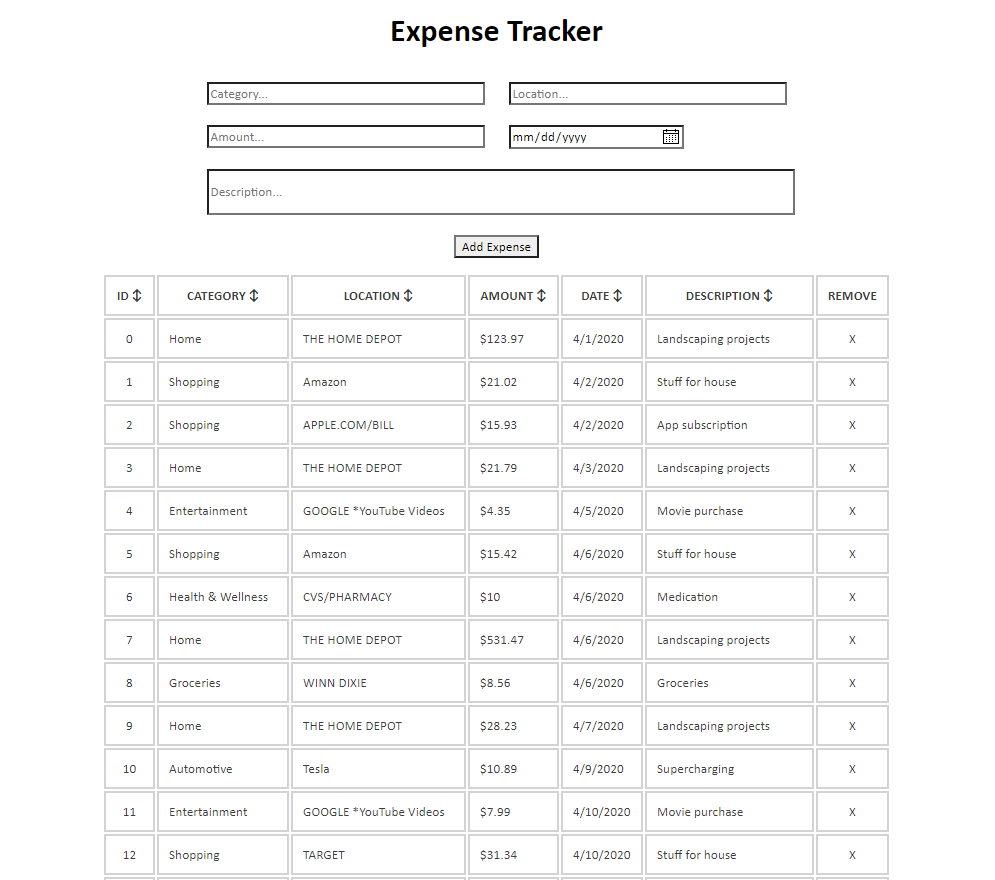 Expense Tracker
Category... Location...
Amount... mm/dd/yyyy
Description...
Add Expense
ID CATEGORY LOCATION AMOUNT DATE DESCRIPTION REMOVE
0 Home THE HOME DEPOT $123.97 4/1/2020 Landscaping projects X
1 Shopping Amazon $21.02 4/2/2020 Stuff for house X
2 Shopping APPLE.COM/BILL $15.93 4/2/2020 App subscription X
3 Home THE HOME DEPOT $21.79 4/3/2020 Landscaping projects X
4 Entertainment GOOGLE *YouTube Videos $4.35 4/5/2020 Movie purchase X
5 Shopping Amazon $15.42 4/6/2020 Stuff for house X
6 Health & Wellness CVS/PHARMACY $10 4/6/2020 Medication X
7 Home THE HOME DEPOT $531.47 4/6/2020 Landscaping projects X
8 Groceries WINN DIXIE $8.56 4/6/2020 Groceries X
9 Home THE HOME DEPOT $28.23 4/7/2020 Landscaping projects X
10 Automotive Tesla $10.89 4/9/2020 Supercharging X
11 Entertainment GOOGLE *YouTube Videos $7.99 4/10/2020 Movie purchase X
12 Shopping TARGET $31.34 4/10/2020 Stuff for house X